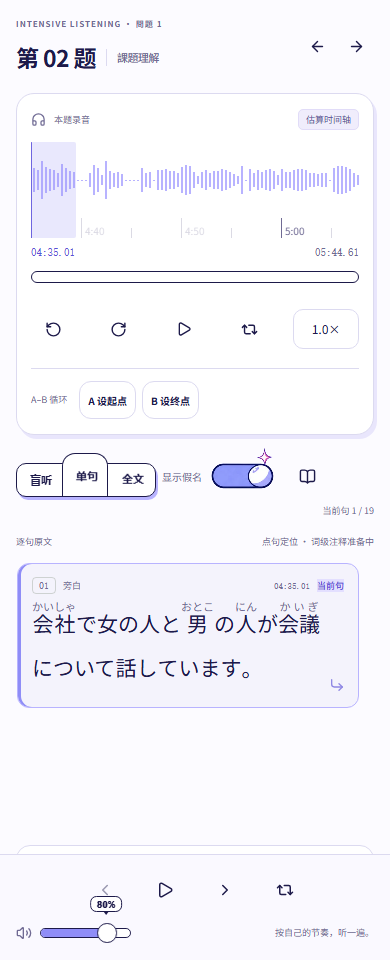 INTENSIVE LISTENING · 問題 1
第 02 题 課題理解
本题录音 估算时间轴
4:40 4:50 5:00
04:35.01 05:44.61
1.0×
A–B 循环 A 设起点 B 设终点
盲听 单句 全文 显示假名
当前句 1 / 19
逐句原文 点句定位 · 词级注释准备中
01 旁白 04:35.01 当前句
かいしゃ おとこ にん かいぎ
会社で女の人と男の人が会議
について話しています。
80%
按自己的节奏，听一遍。